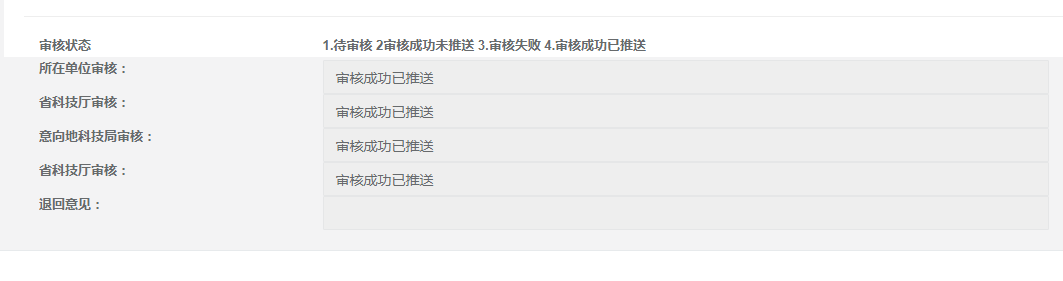 审核状态 1.待审核 2审核成功未推送 3.审核失败 4.审核成功已推送
所在单位审核： 审核成功已推送
省科技厅审核： 审核成功已推送
意向地科技局审核： 审核成功已推送
省科技厅审核： 审核成功已推送
退回意见：